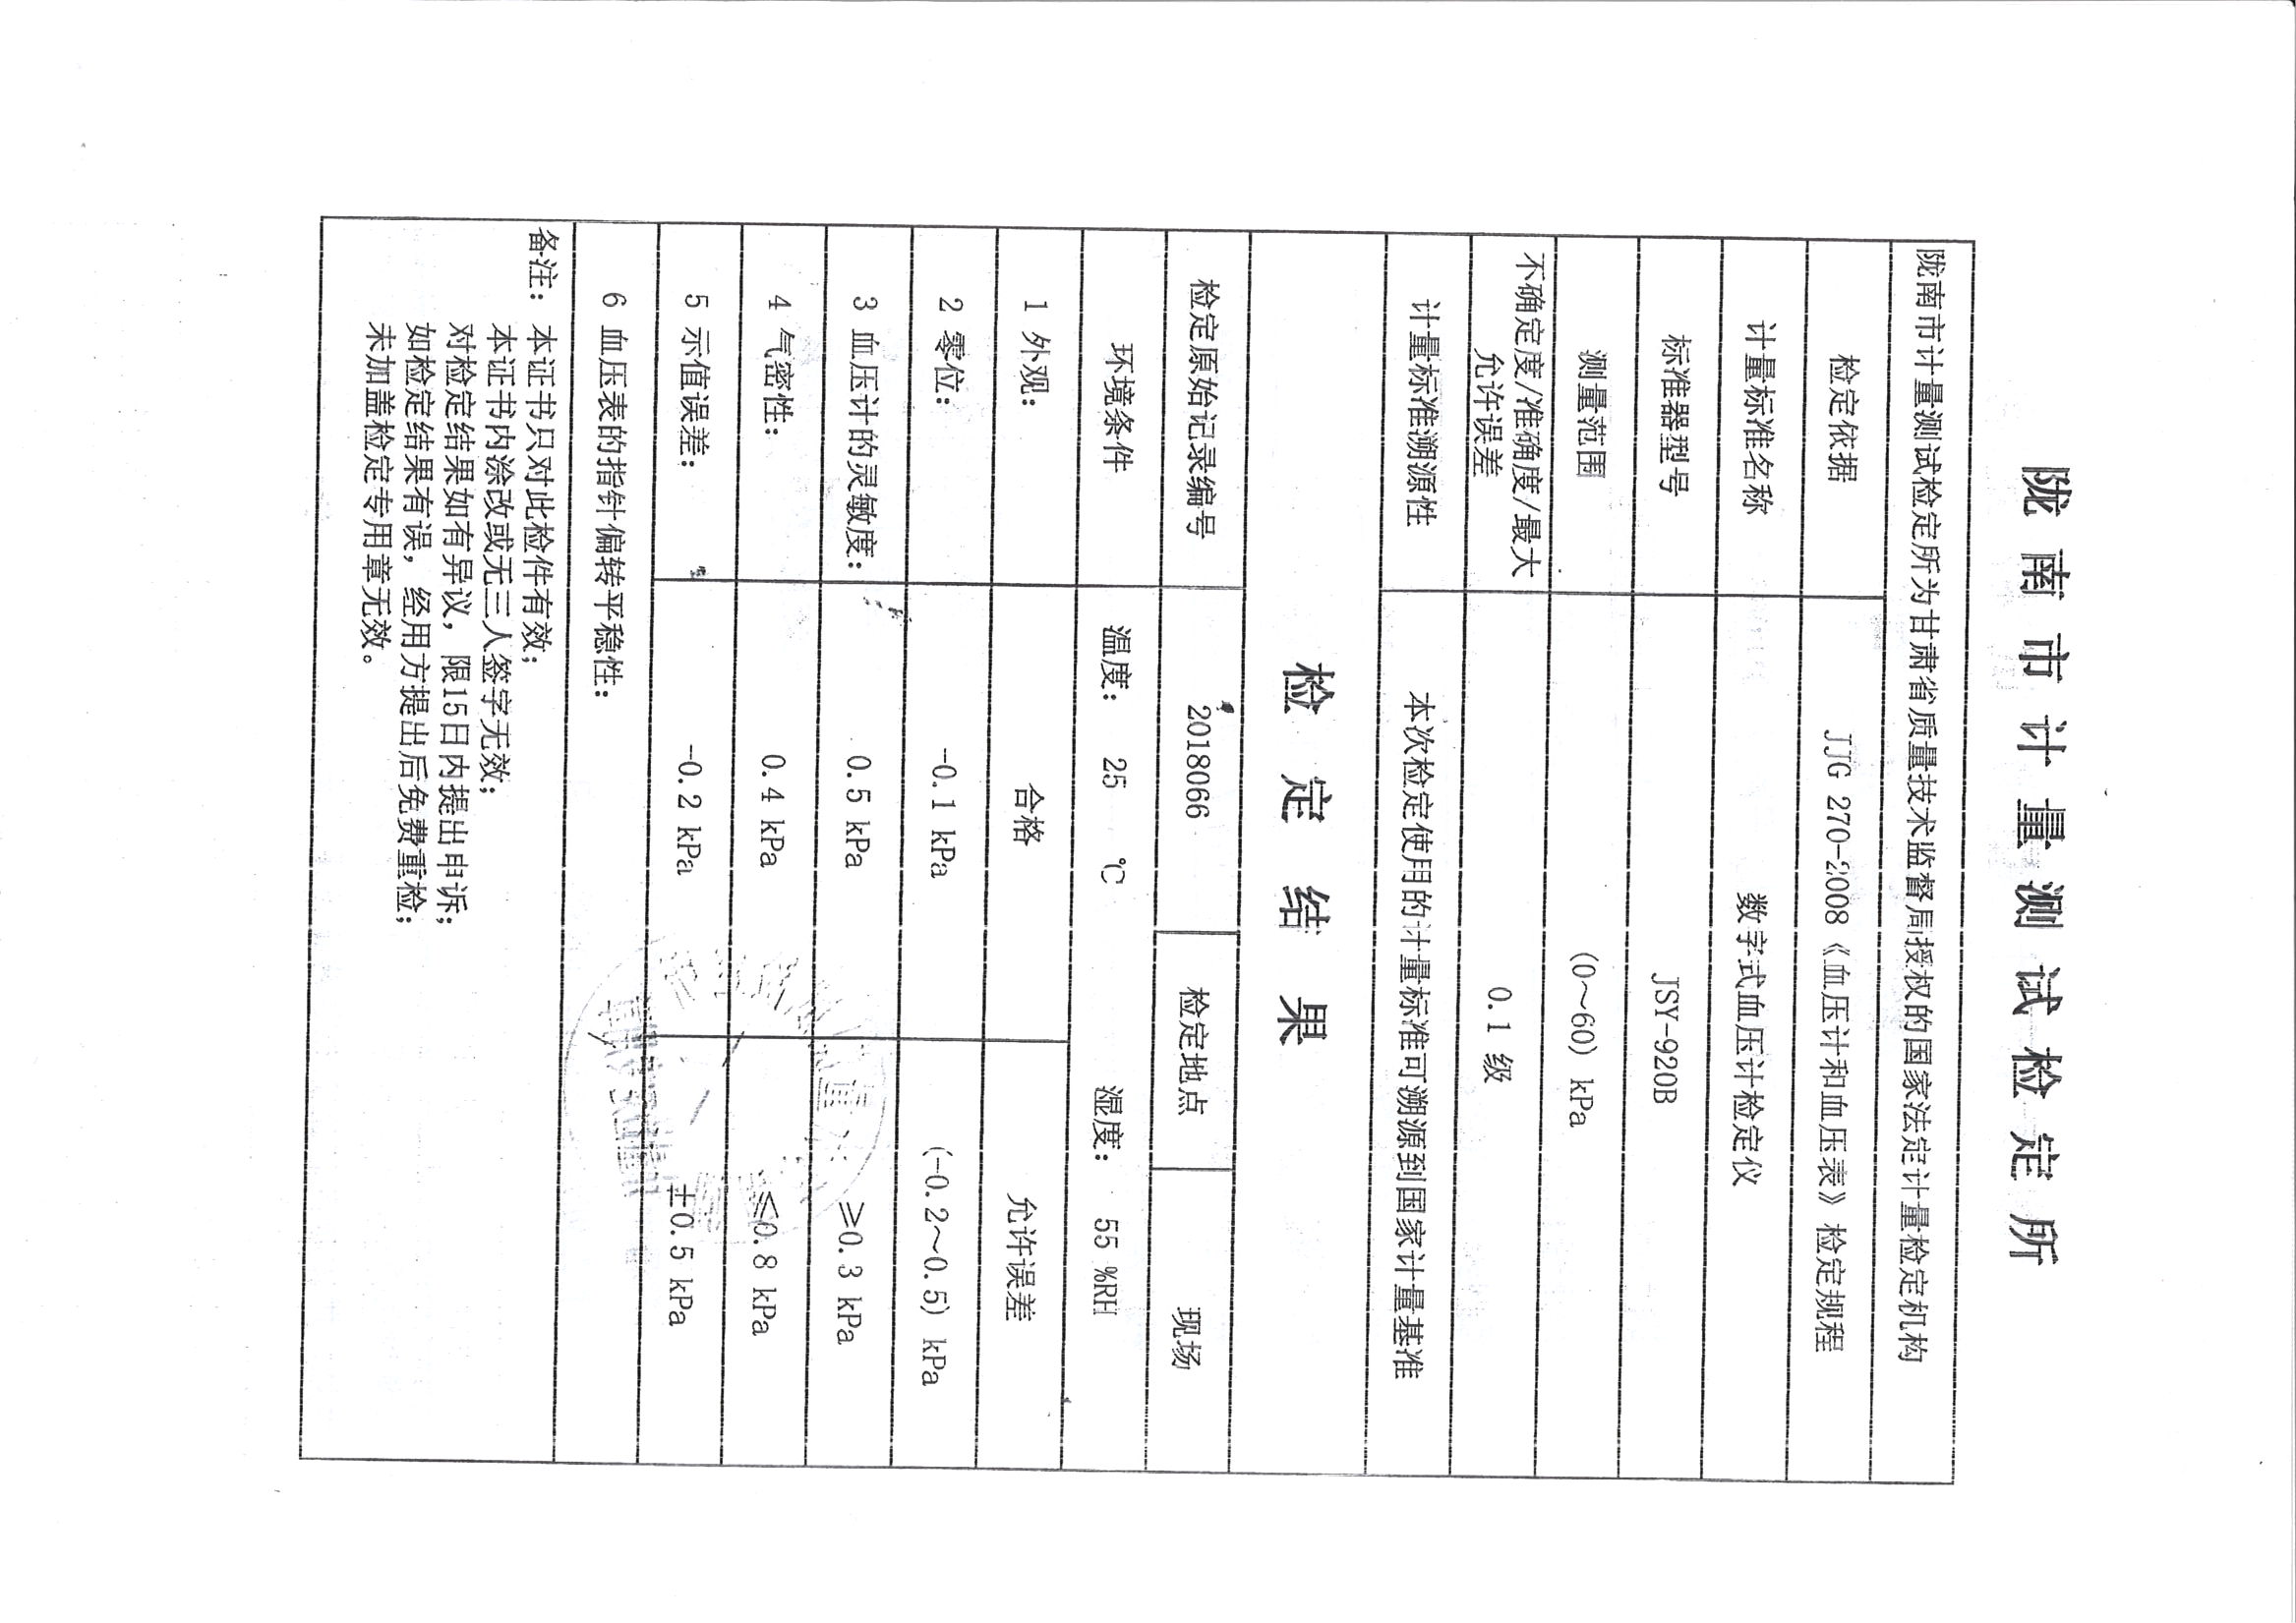 陇南市计量测试检定所
陇南市计量测试检定所为甘肃省质量技术监督局授权的国家法定计量检定机构
检定依据 JJG 270-2008《血压计和血压表》检定规程
计量标准名称 数字式血压计检定仪
标准器型号 JSY-920B
测量范围 (0～60) kPa
不确定度/准确度/最大
允许误差 0.1 级
计量标准溯源性 本次检定使用的计量标准可溯源到国家计量基准
检定结果
检定原始记录编号 2018066 检定地点 现场
环境条件 温度： 25 ℃ 湿度： 55 %RH
1 外观： 合格 允许误差
2 零位： -0.1 kPa (-0.2～0.5) kPa
3 血压计的灵敏度： 0.5 kPa ≥0.3 kPa
4 气密性： 0.4 kPa ≤0.8 kPa
5 示值误差： -0.2 kPa ±0.5 kPa
6 血压表的指针偏转平稳性： /
备注：本证书只对此检件有效；
本证书内涂改或无三人签字无效；
对检定结果如有异议，限15日内提出申诉；
如检定结果有误，经用方提出后免费重检；
未加盖检定专用章无效。